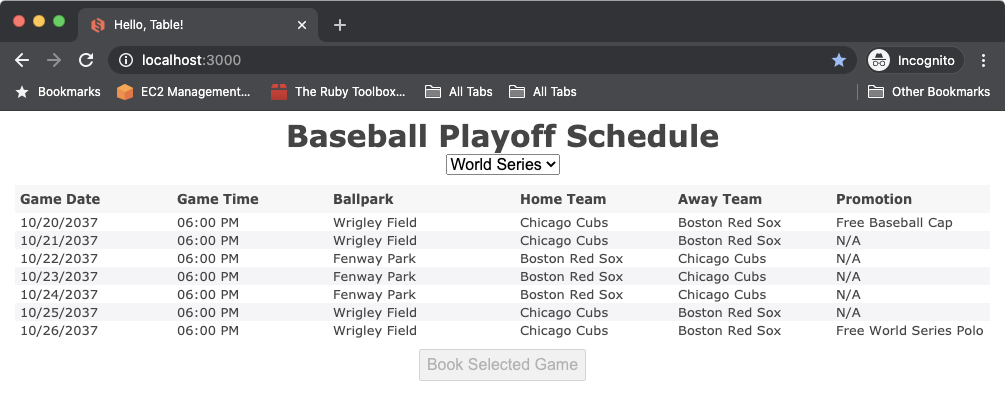 Hello, Table!
localhost:3000
Incognito
Bookmarks EC2 Management... The Ruby Toolbox... All Tabs All Tabs Other Bookmarks
Baseball Playoff Schedule
World Series
Game Date Game Time Ballpark Home Team Away Team Promotion
10/20/2037 06:00 PM Wrigley Field Chicago Cubs Boston Red Sox Free Baseball Cap
10/21/2037 06:00 PM Wrigley Field Chicago Cubs Boston Red Sox N/A
10/22/2037 06:00 PM Fenway Park Boston Red Sox Chicago Cubs N/A
10/23/2037 06:00 PM Fenway Park Boston Red Sox Chicago Cubs N/A
10/24/2037 06:00 PM Fenway Park Boston Red Sox Chicago Cubs N/A
10/25/2037 06:00 PM Wrigley Field Chicago Cubs Boston Red Sox N/A
10/26/2037 06:00 PM Wrigley Field Chicago Cubs Boston Red Sox Free World Series Polo
Book Selected Game